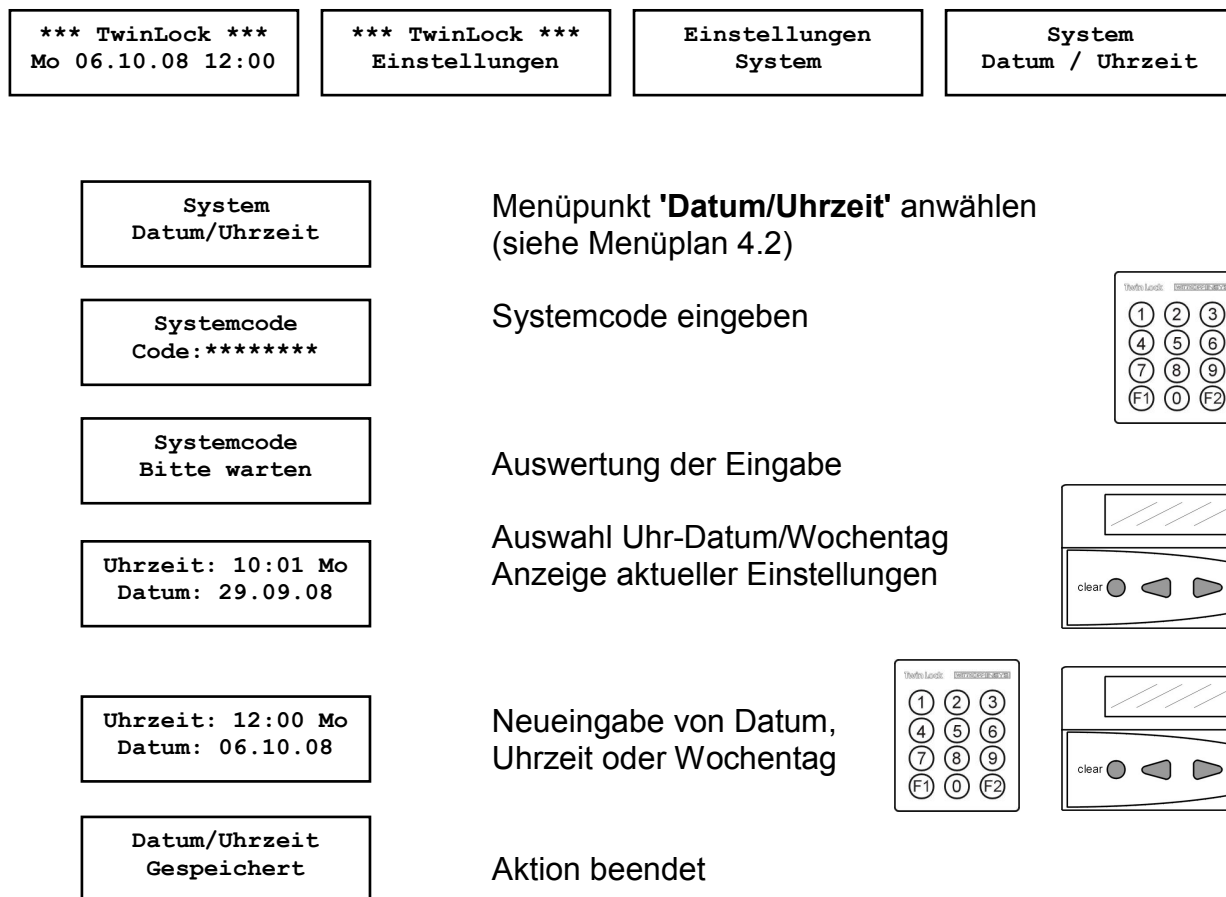 *** TwinLock ***
Mo 06.10.08 12:00
*** TwinLock ***
Einstellungen
Einstellungen
System
System
Datum / Uhrzeit
System
Datum/Uhrzeit
Menüpunkt 'Datum/Uhrzeit' anwählen
(siehe Menüplan 4.2)
Systemcode
Code:********
Systemcode eingeben
Twin Lock
1 2 3
4 5 6
7 8 9
F1 0 F2
Systemcode
Bitte warten
Auswertung der Eingabe
Uhrzeit: 10:01 Mo
Datum: 29.09.08
Auswahl Uhr-Datum/Wochentag
Anzeige aktueller Einstellungen
clear
Uhrzeit: 12:00 Mo
Datum: 06.10.08
Neueingabe von Datum,
Uhrzeit oder Wochentag
Twin Lock
1 2 3
4 5 6
7 8 9
F1 0 F2
clear
Datum/Uhrzeit
Gespeichert
Aktion beendet